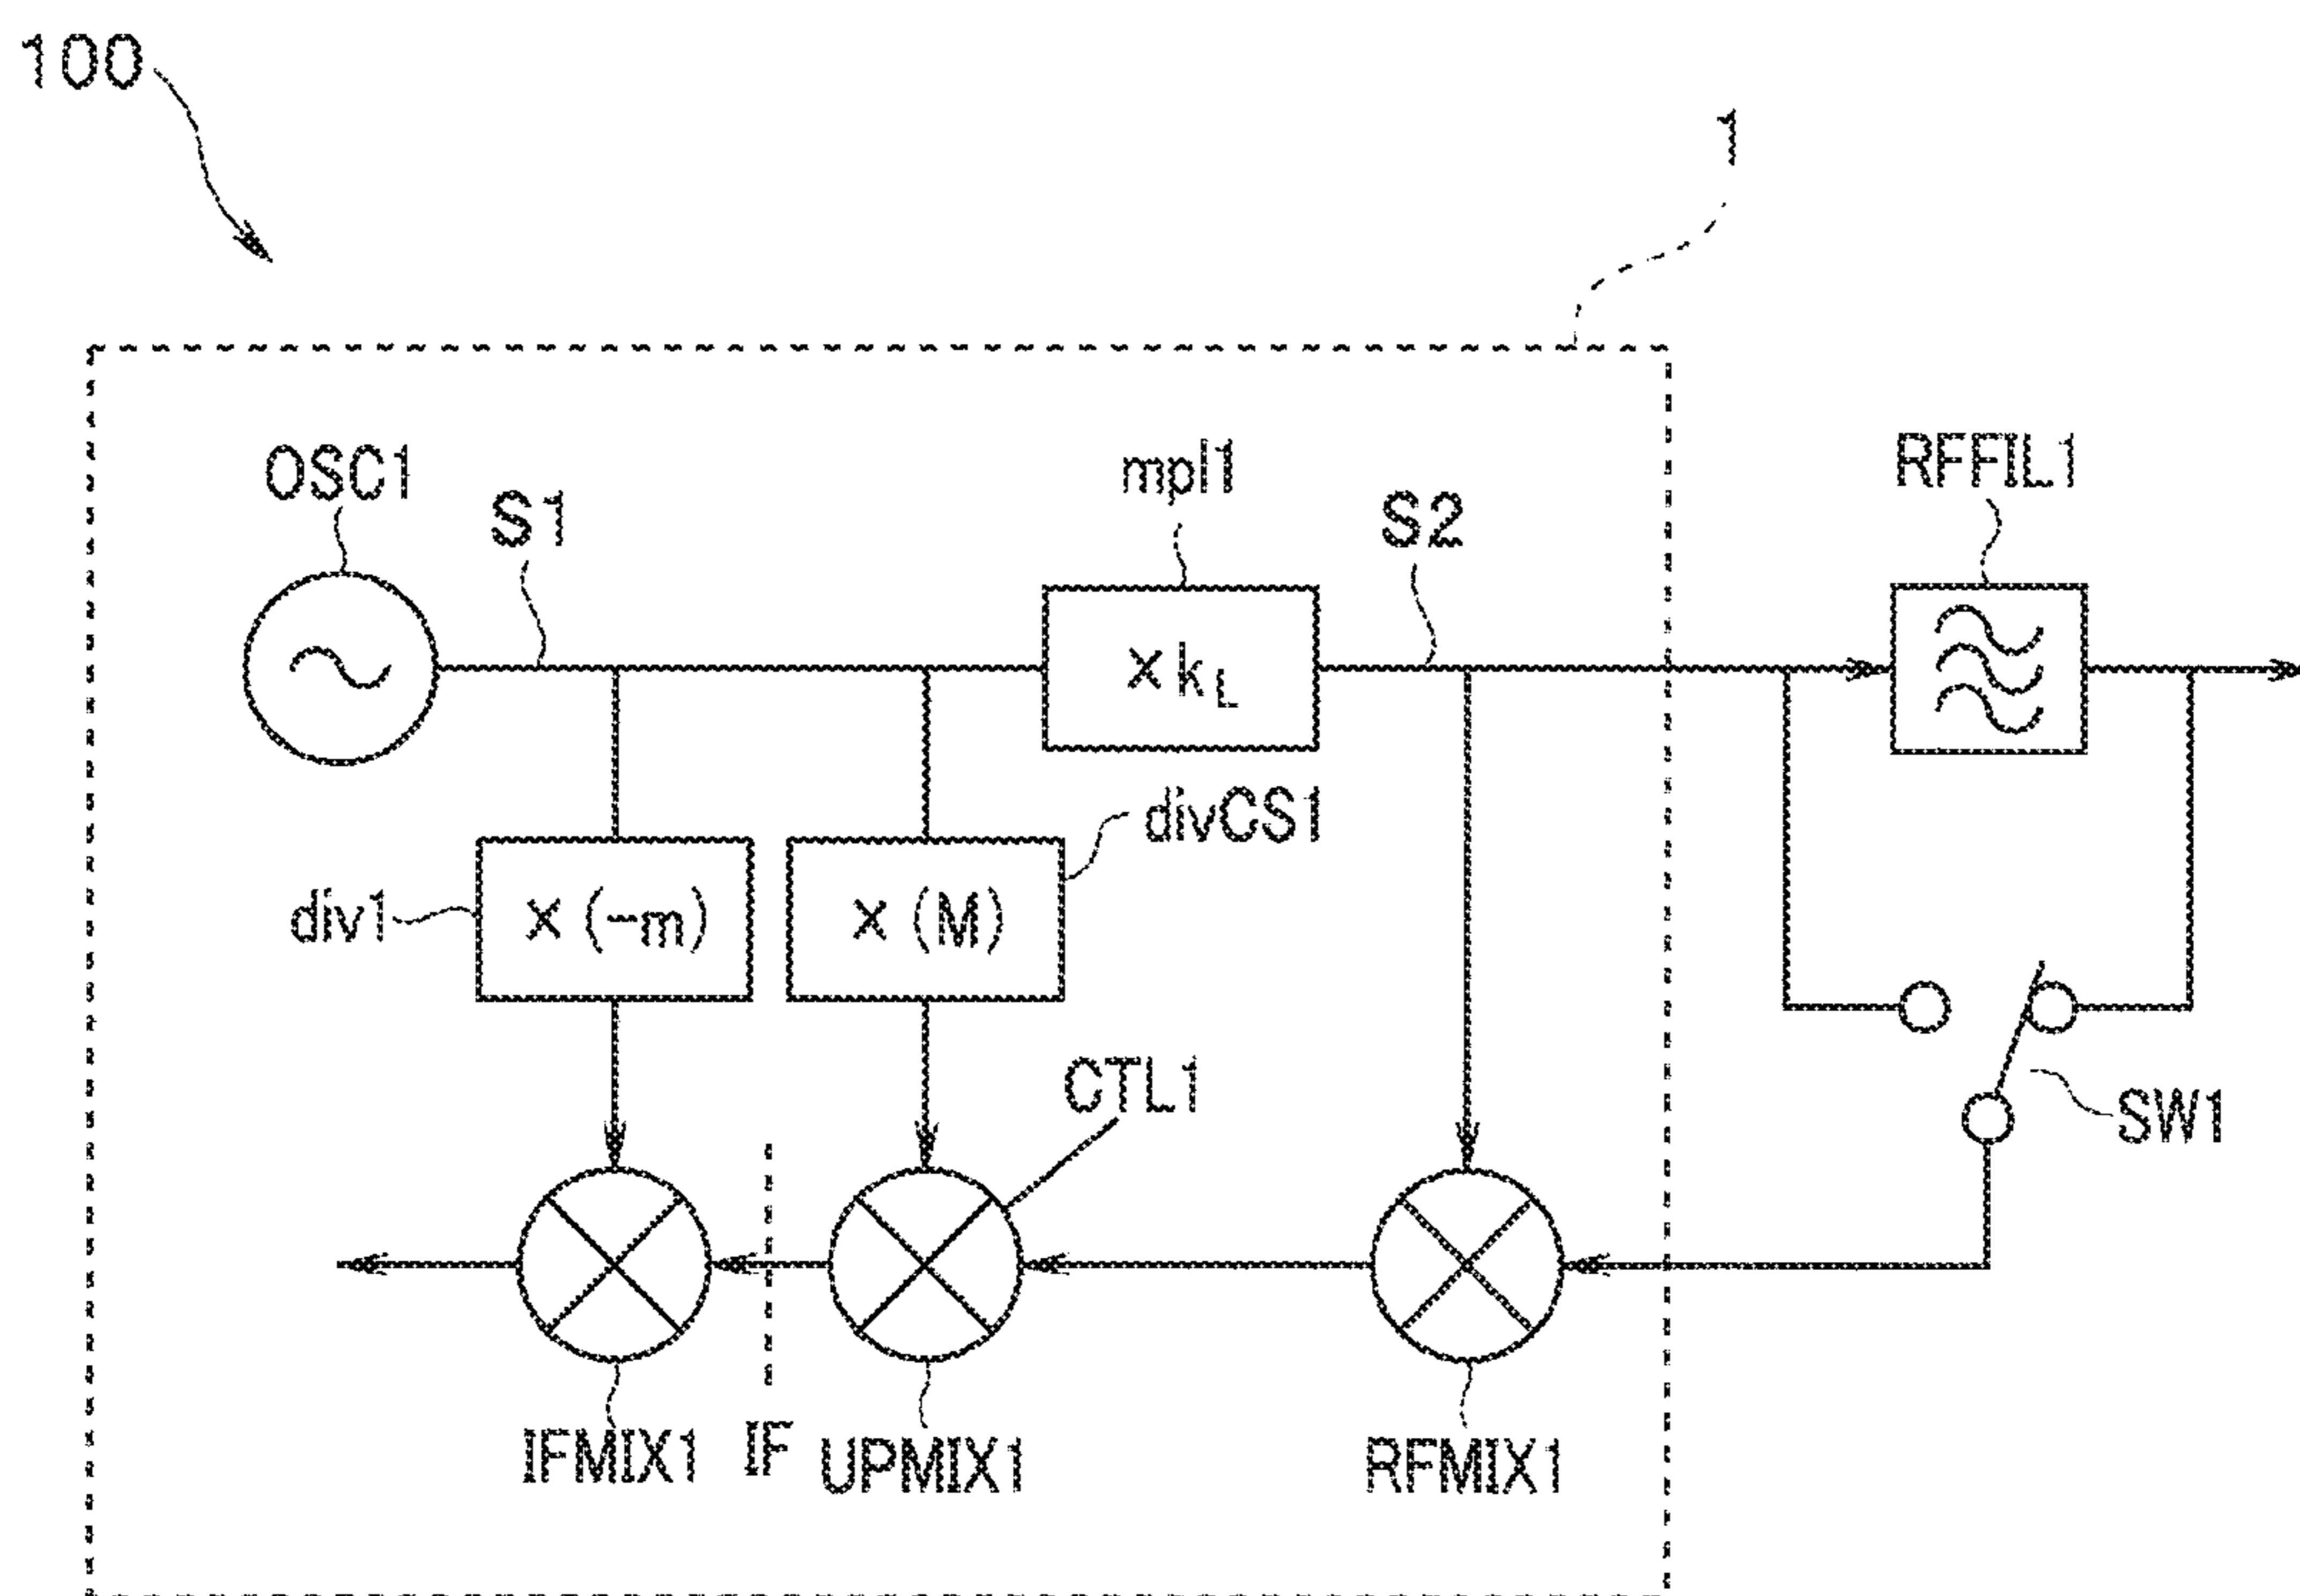 100
1
OSC1
S1
mpl1
S2
RFFIL1
× kL
divCS1
div1
× (-m)
× (M)
CTL1
SW1
IFMIX1
IF
UPMIX1
RFMIX1